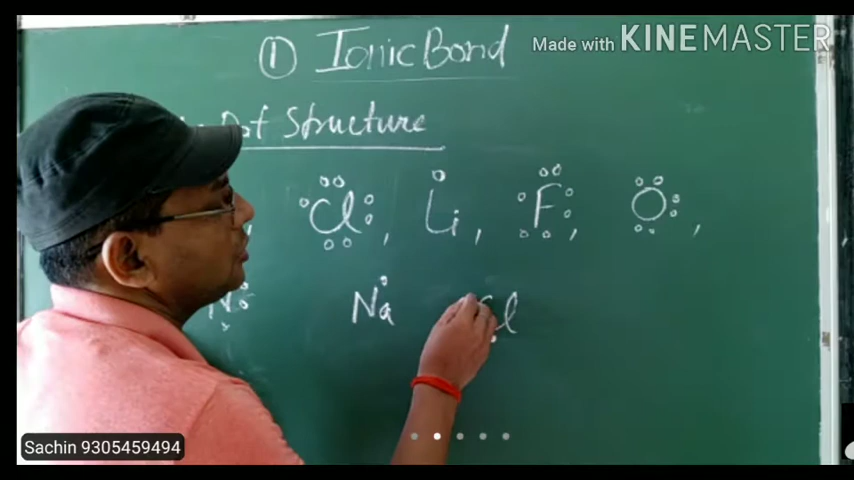 ① Ionic Bond
Made with KINEMASTER
Dot Structure
Cl, Li, F, O,
N
Na Cl
Sachin 9305459494